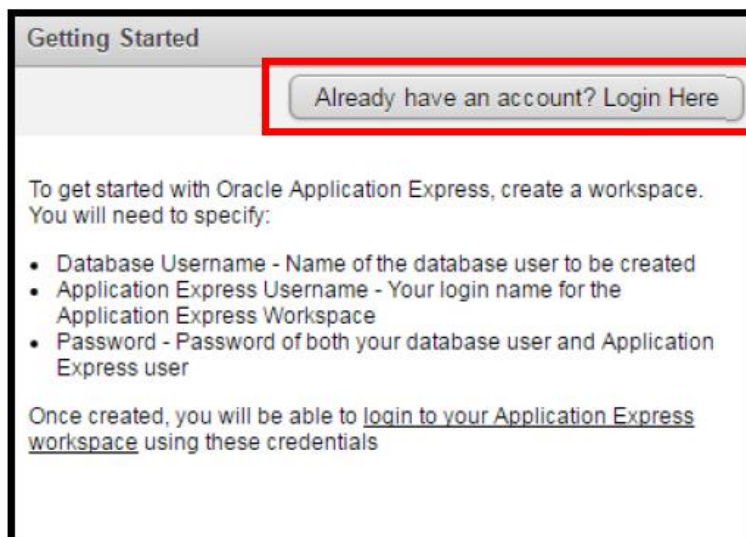 Getting Started
Already have an account? Login Here
To get started with Oracle Application Express, create a workspace.
You will need to specify:
• Database Username - Name of the database user to be created
• Application Express Username - Your login name for the
Application Express Workspace
• Password - Password of both your database user and Application
Express user
Once created, you will be able to login to your Application Express
workspace using these credentials